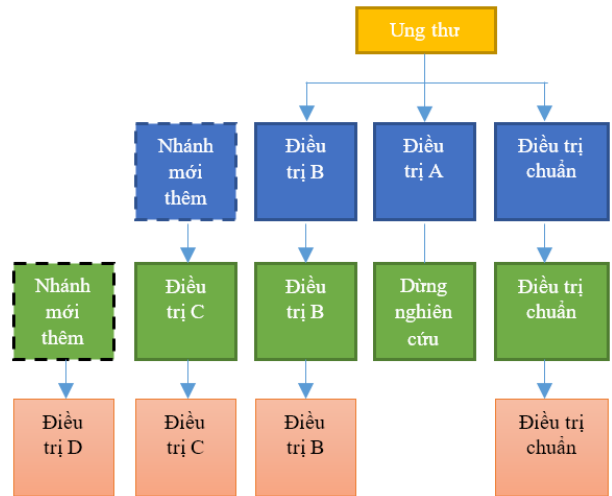 Ung thư
Nhánh
mới
thêm
Điều
trị B
Điều
trị A
Điều trị
chuẩn
Nhánh
mới
thêm
Điều
trị C
Điều
trị B
Dừng
nghiên
cứu
Điều trị
chuẩn
Điều
trị D
Điều
trị C
Điều
trị B
Điều trị
chuẩn